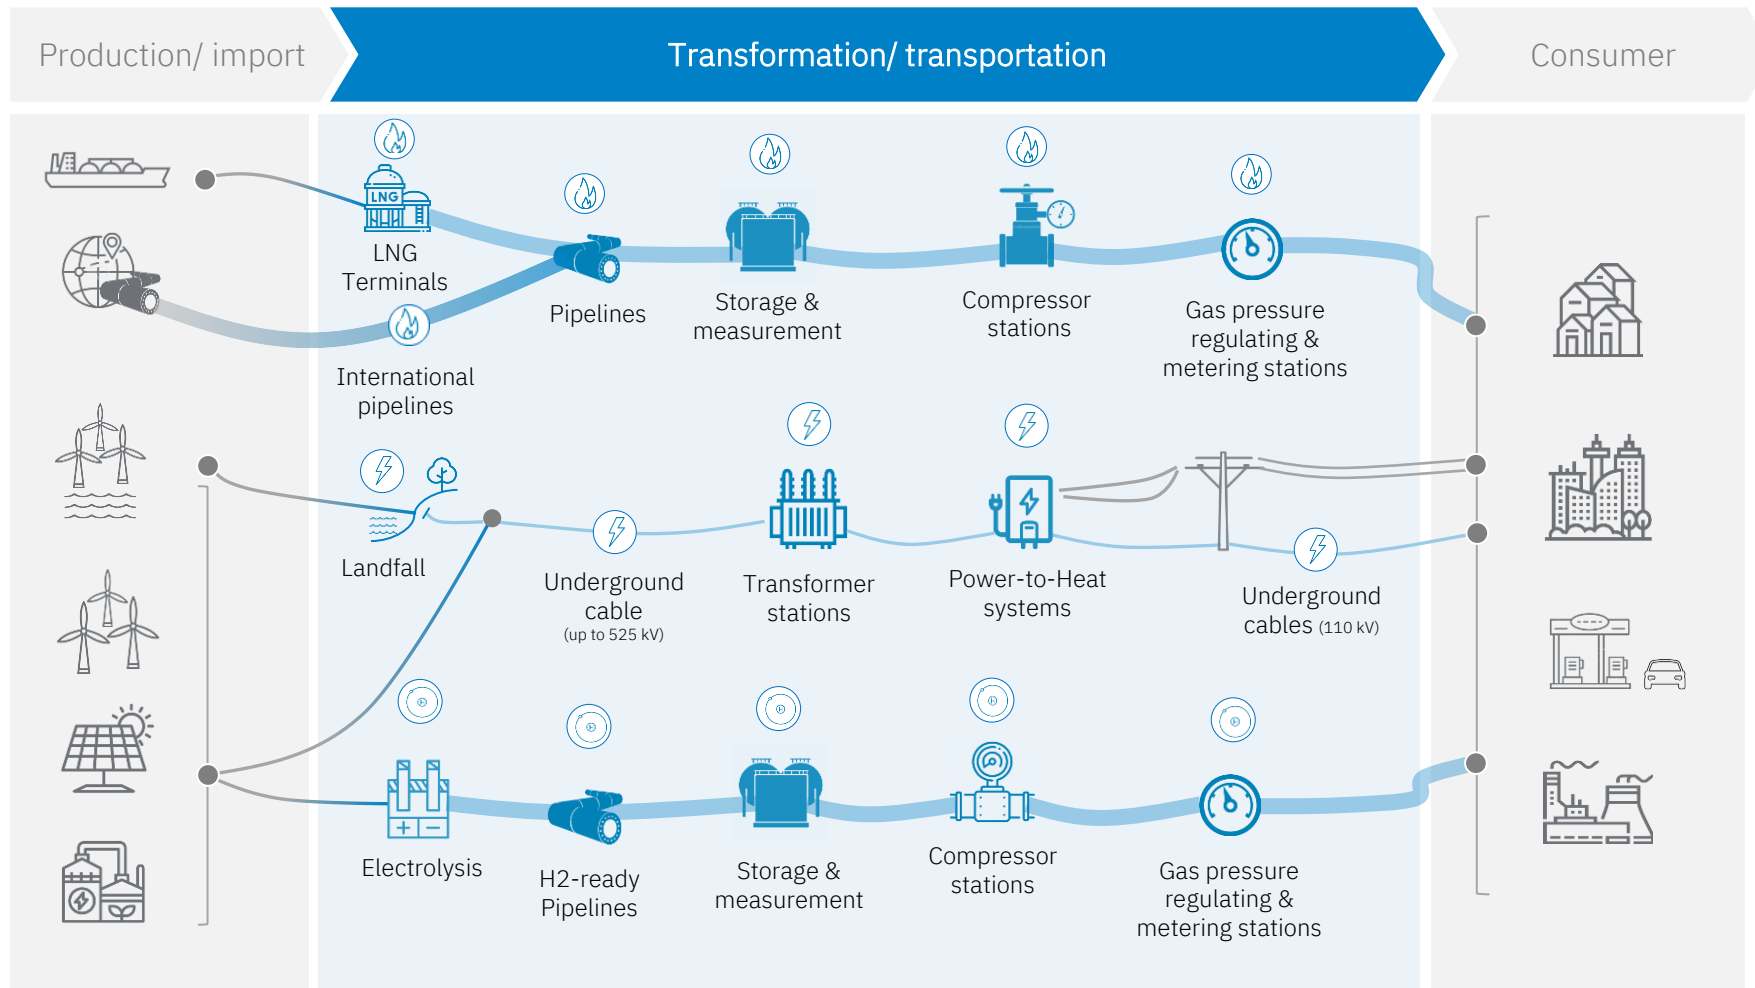 Production/ import
Transformation/ transportation
Consumer
LNG
LNG
Terminals
Pipelines
Storage &
measurement
Compressor
stations
Gas pressure
regulating &
metering stations
International
pipelines
Landfall
Underground
cable
(up to 525 kV)
Transformer
stations
Power-to-Heat
systems
Underground
cables (110 kV)
Electrolysis
H2-ready
Pipelines
Storage &
measurement
Compressor
stations
Gas pressure
regulating &
metering stations